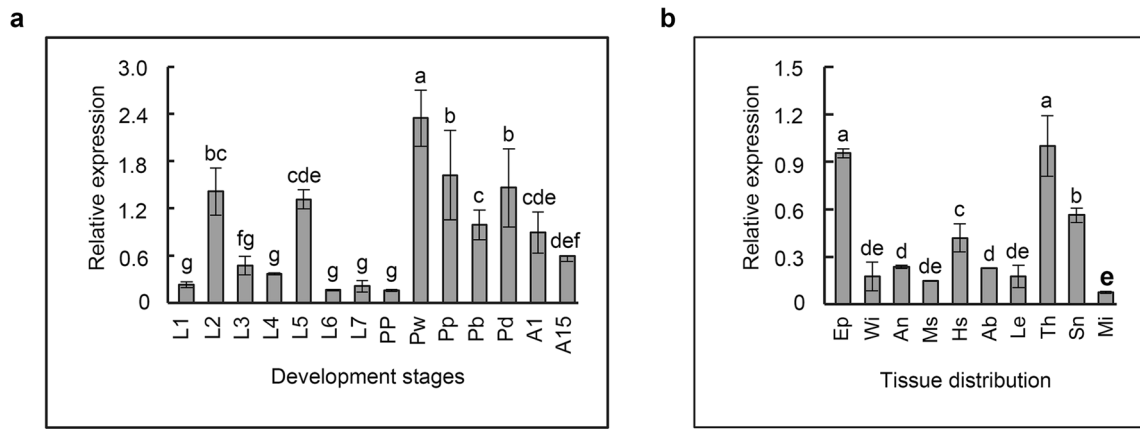 a
3.0
2.4
1.8
1.2
0.6
0
Relative expression
g
bc
fg
g
cde
g
g
g
a
b
c
b
cde
def
L1
L2
L3
L4
L5
L6
L7
PP
Pw
Pp
Pb
Pd
A1
A15
Development stages
b
1.5
1.2
0.9
0.6
0.3
0
Relative expression
a
de
d
de
c
d
de
a
b
e
Ep
Wi
An
Ms
Hs
Ab
Le
Th
Sn
Mi
Tissue distribution